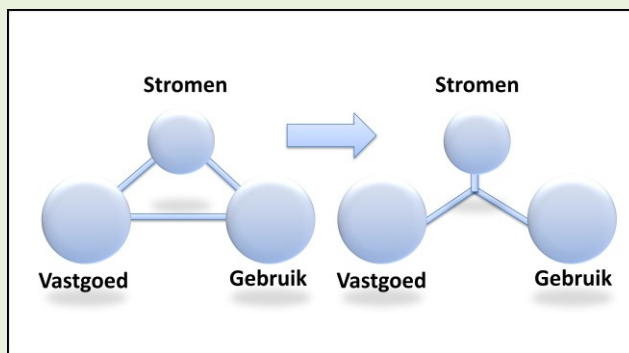 Stromen
Vastgoed
Gebruik
Stromen
Vastgoed
Gebruik